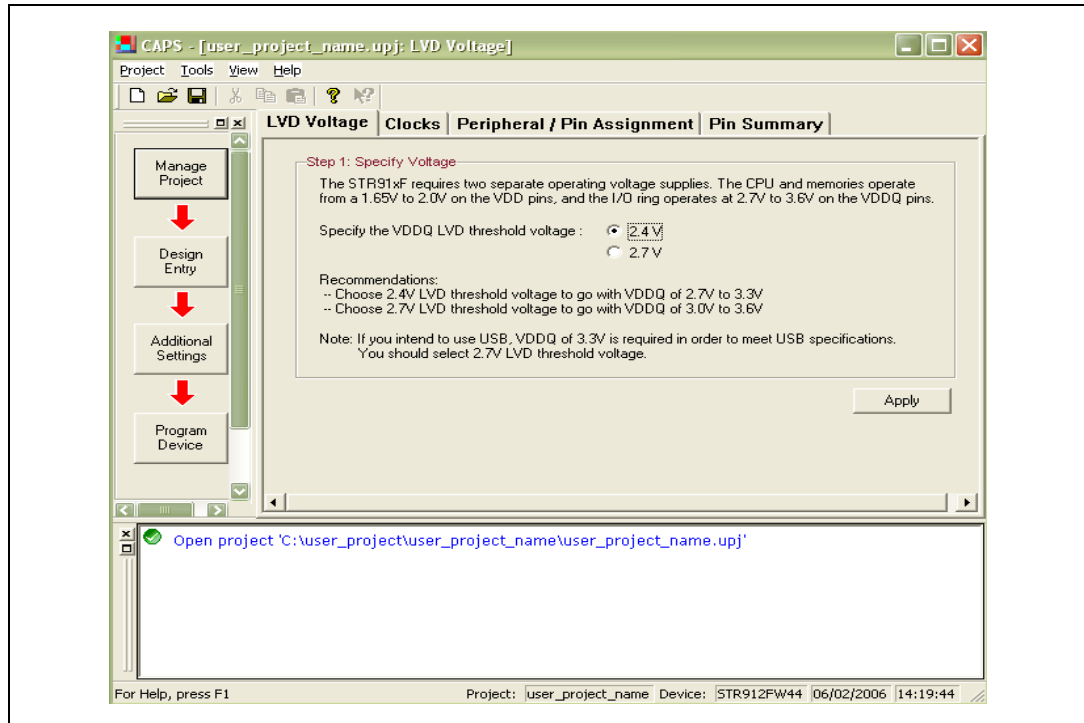 CAPS - [user_project_name.upj: LVD Voltage]
Project Tools View Help
LVD Voltage Clocks Peripheral / Pin Assignment Pin Summary
Manage
Project
Design
Entry
Additional
Settings
Program
Device
Step 1: Specify Voltage
The STR91xF requires two separate operating voltage supplies. The CPU and memories operate
from a 1.65V to 2.0V on the VDD pins, and the I/O ring operates at 2.7V to 3.6V on the VDDQ pins.
Specify the VDDQ LVD threshold voltage : 2.4 V
2.7 V
Recommendations:
-- Choose 2.4V LVD threshold voltage to go with VDDQ of 2.7V to 3.3V
-- Choose 2.7V LVD threshold voltage to go with VDDQ of 3.0V to 3.6V
Note: If you intend to use USB, VDDQ of 3.3V is required in order to meet USB specifications.
You should select 2.7V LVD threshold voltage.
Apply
Open project 'C:\user_project\user_project_name\user_project_name.upj'
For Help, press F1 Project: user_project_name Device: STR912FW44 06/02/2006 14:19:44